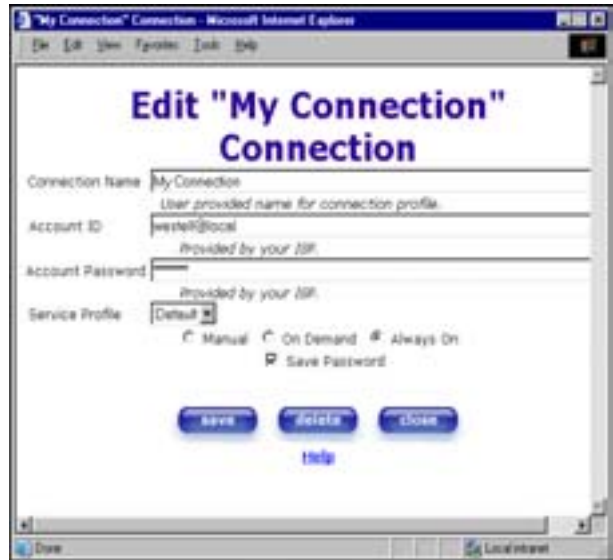 "My Connection" Connection - Microsoft Internet Explorer
File Edit View Favorites Tools Help
Edit "My Connection"
Connection
Connection Name My Connection
User provided name for connection profile.
Account ID westell@local
Provided by your ISP.
Account Password
Provided by your ISP.
Service Profile Default
Manual On Demand Always On
Save Password
save delete close
Help
Done Local intranet